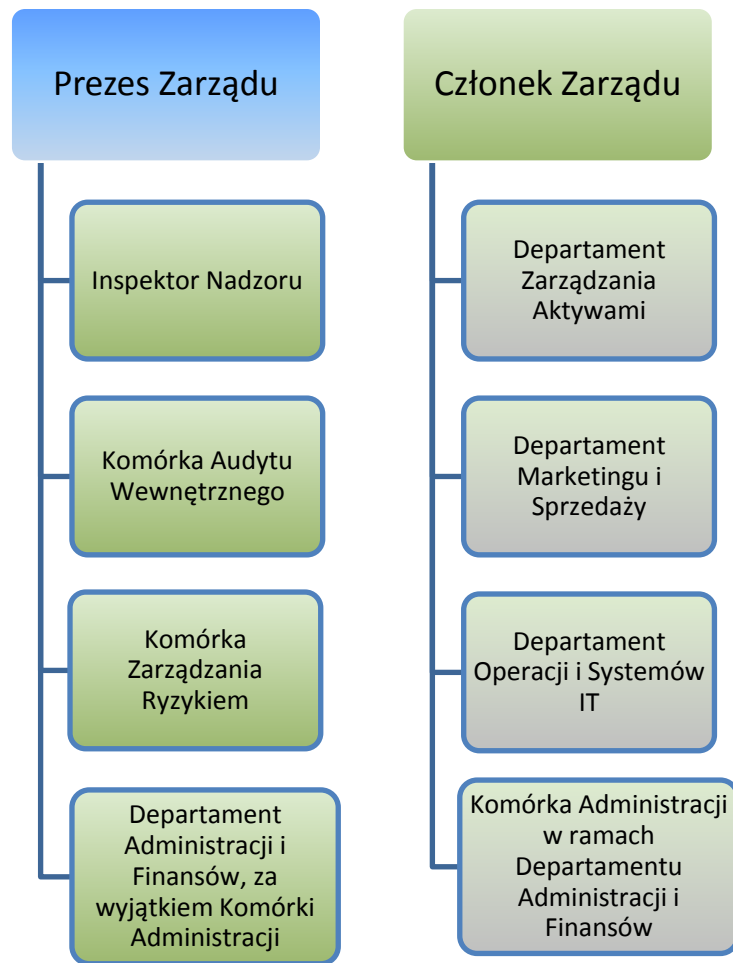 Prezes Zarządu
Inspektor Nadzoru
Komórka Audytu
Wewnętrznego
Komórka
Zarządzania
Ryzykiem
Departament
Administracji i
Finansów, za
wyjątkiem Komórki
Administracji
Członek Zarządu
Departament
Zarządzania
Aktywami
Departament
Marketingu i
Sprzedaży
Departament
Operacji i Systemów
IT
Komórka Administracji
w ramach
Departamentu
Administracji i
Finansów